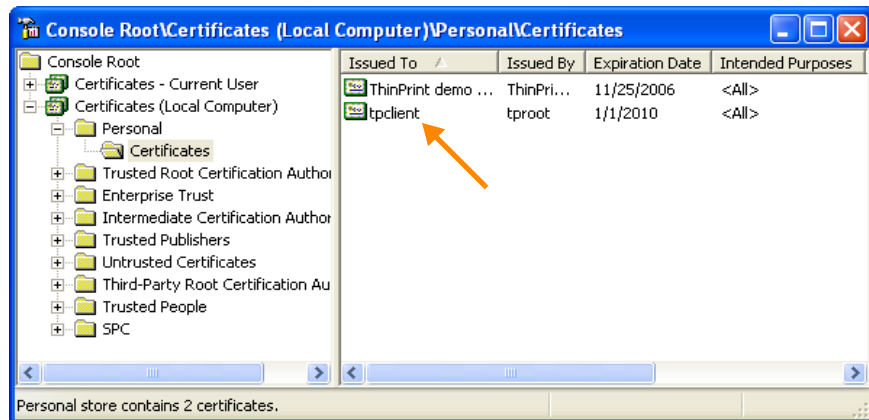 Console Root\Certificates (Local Computer)\Personal\Certificates
Console Root
Certificates - Current User
Certificates (Local Computer)
Personal
Certificates
Trusted Root Certification Author
Enterprise Trust
Intermediate Certification Author
Trusted Publishers
Untrusted Certificates
Third-Party Root Certification Au
Trusted People
SPC
Issued To Issued By Expiration Date Intended Purposes
ThinPrint demo ... ThinPri... 11/25/2006 <All>
tpclient tproot 1/1/2010 <All>
Personal store contains 2 certificates.